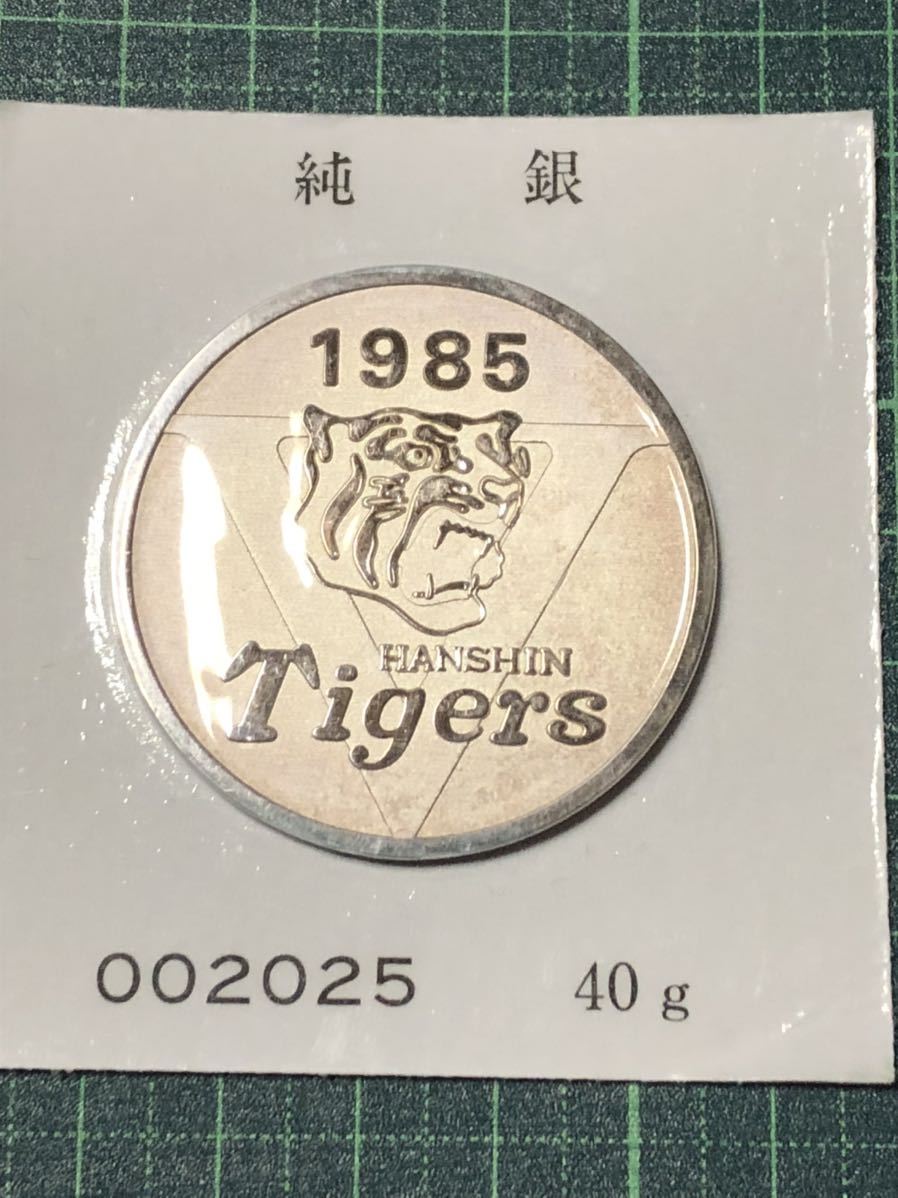 純 銀
1985
HANSHIN
Tigers
002025 40 g